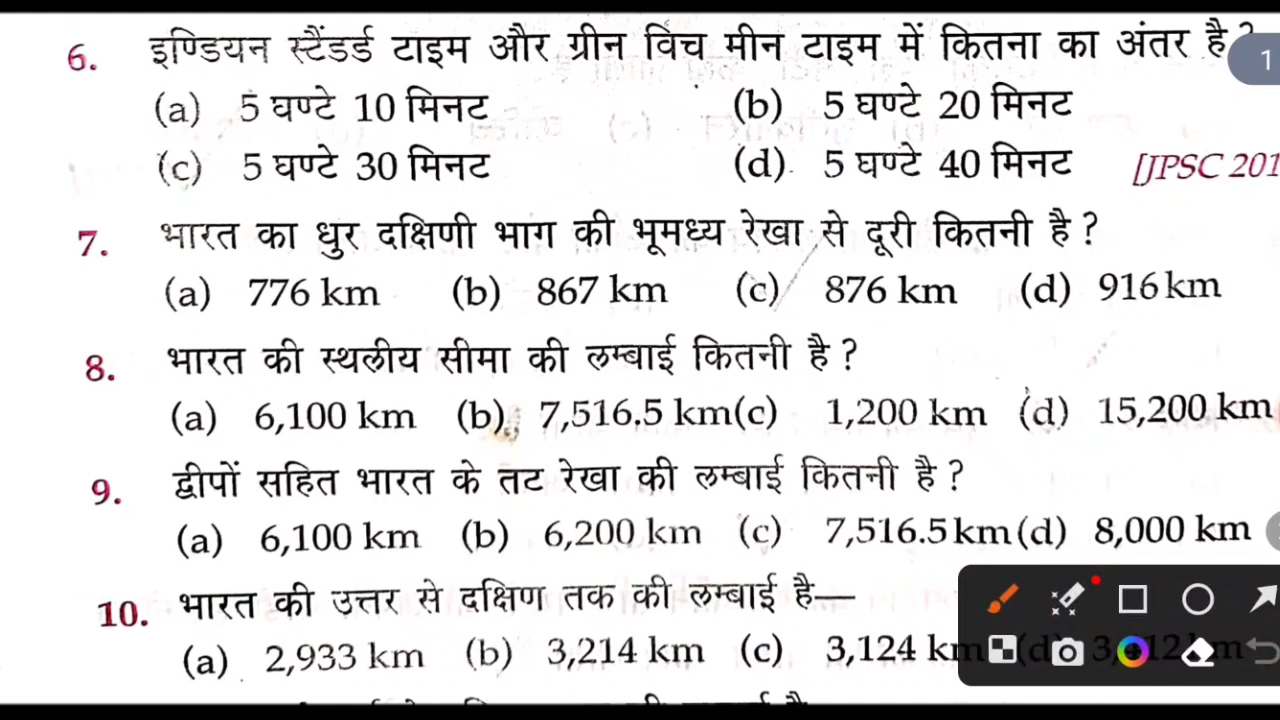 6. इण्डियन स्टैंडर्ड टाइम और ग्रीन विच मीन टाइम में कितना का अंतर है?
1
(a) 5 घण्टे 10 मिनट (b) 5 घण्टे 20 मिनट
(c) 5 घण्टे 30 मिनट (d) 5 घण्टे 40 मिनट [JPSC 201
7. भारत का धुर दक्षिणी भाग की भूमध्य रेखा से दूरी कितनी है?
(a) 776 km (b) 867 km (c) 876 km (d) 916 km
8. भारत की स्थलीय सीमा की लम्बाई कितनी है?
(a) 6,100 km (b) 7,516.5 km (c) 1,200 km (d) 15,200 km
9. द्वीपों सहित भारत के तट रेखा की लम्बाई कितनी है?
(a) 6,100 km (b) 6,200 km (c) 7,516.5 km (d) 8,000 km
10. भारत की उत्तर से दक्षिण तक की लम्बाई है—
(a) 2,933 km (b) 3,214 km (c) 3,124 km (d)